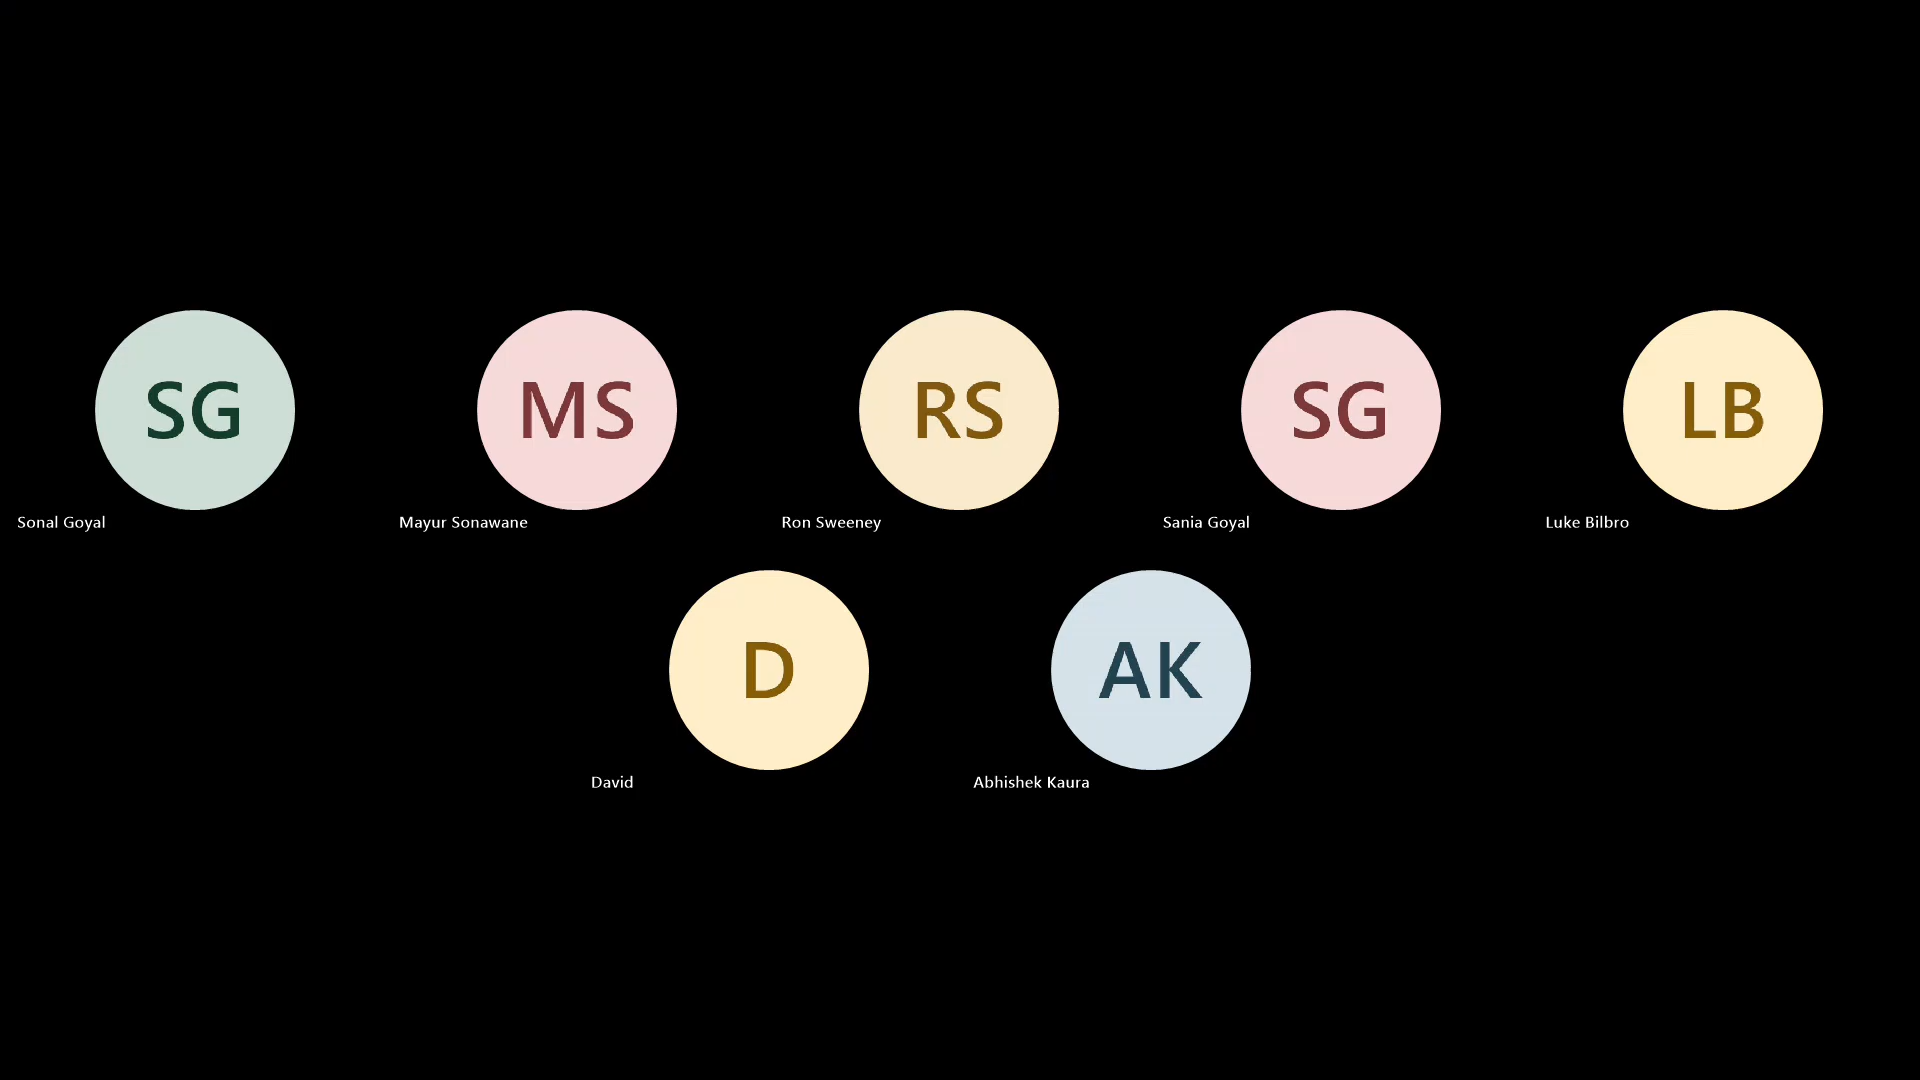 SG
MS
RS
SG
LB
Sonal Goyal
Mayur Sonawane
Ron Sweeney
Sania Goyal
Luke Bilbro
D
AK
David
Abhishek Kaura